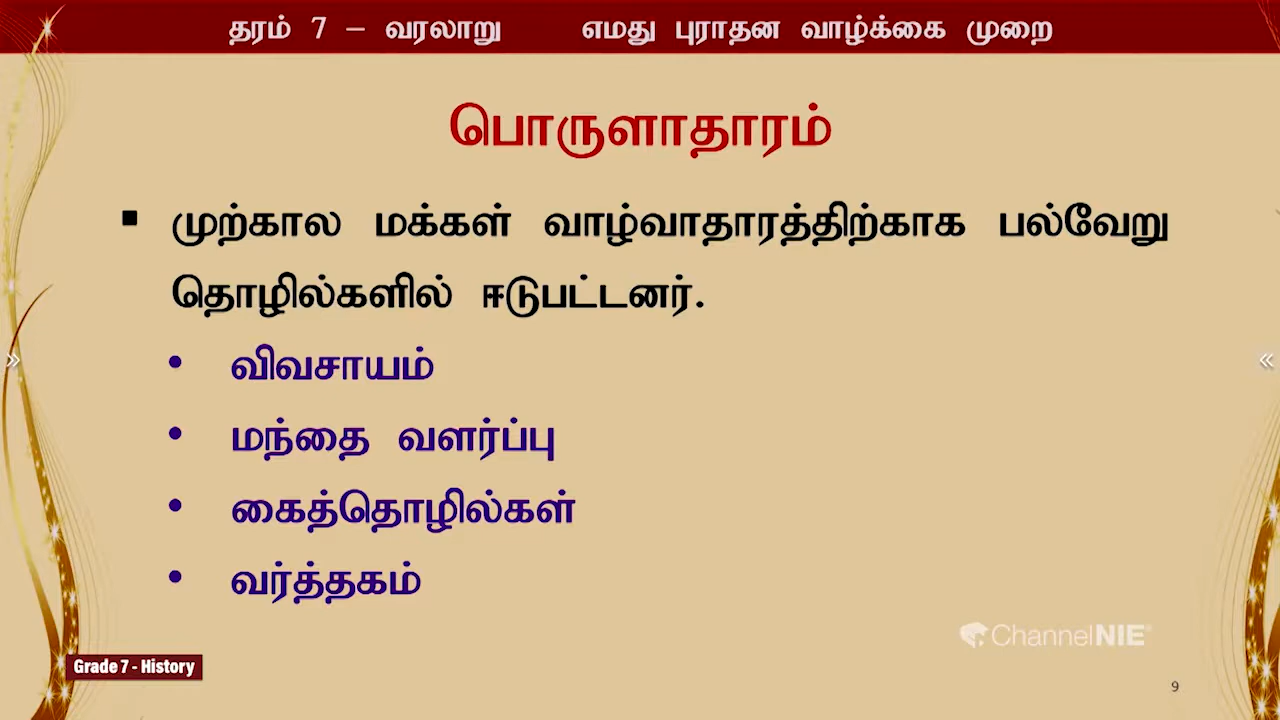 தரம் 7 – வரலாறு எமது புராதன வாழ்க்கை முறை
பொருளாதாரம்
▪ முற்கால மக்கள் வாழ்வாதாரத்திற்காக பல்வேறு
தொழில்களில் ஈடுபட்டனர்.
• விவசாயம்
• மந்தை வளர்ப்பு
• கைத்தொழில்கள்
• வர்த்தகம்
ChannelNIE
Grade 7 - History
9